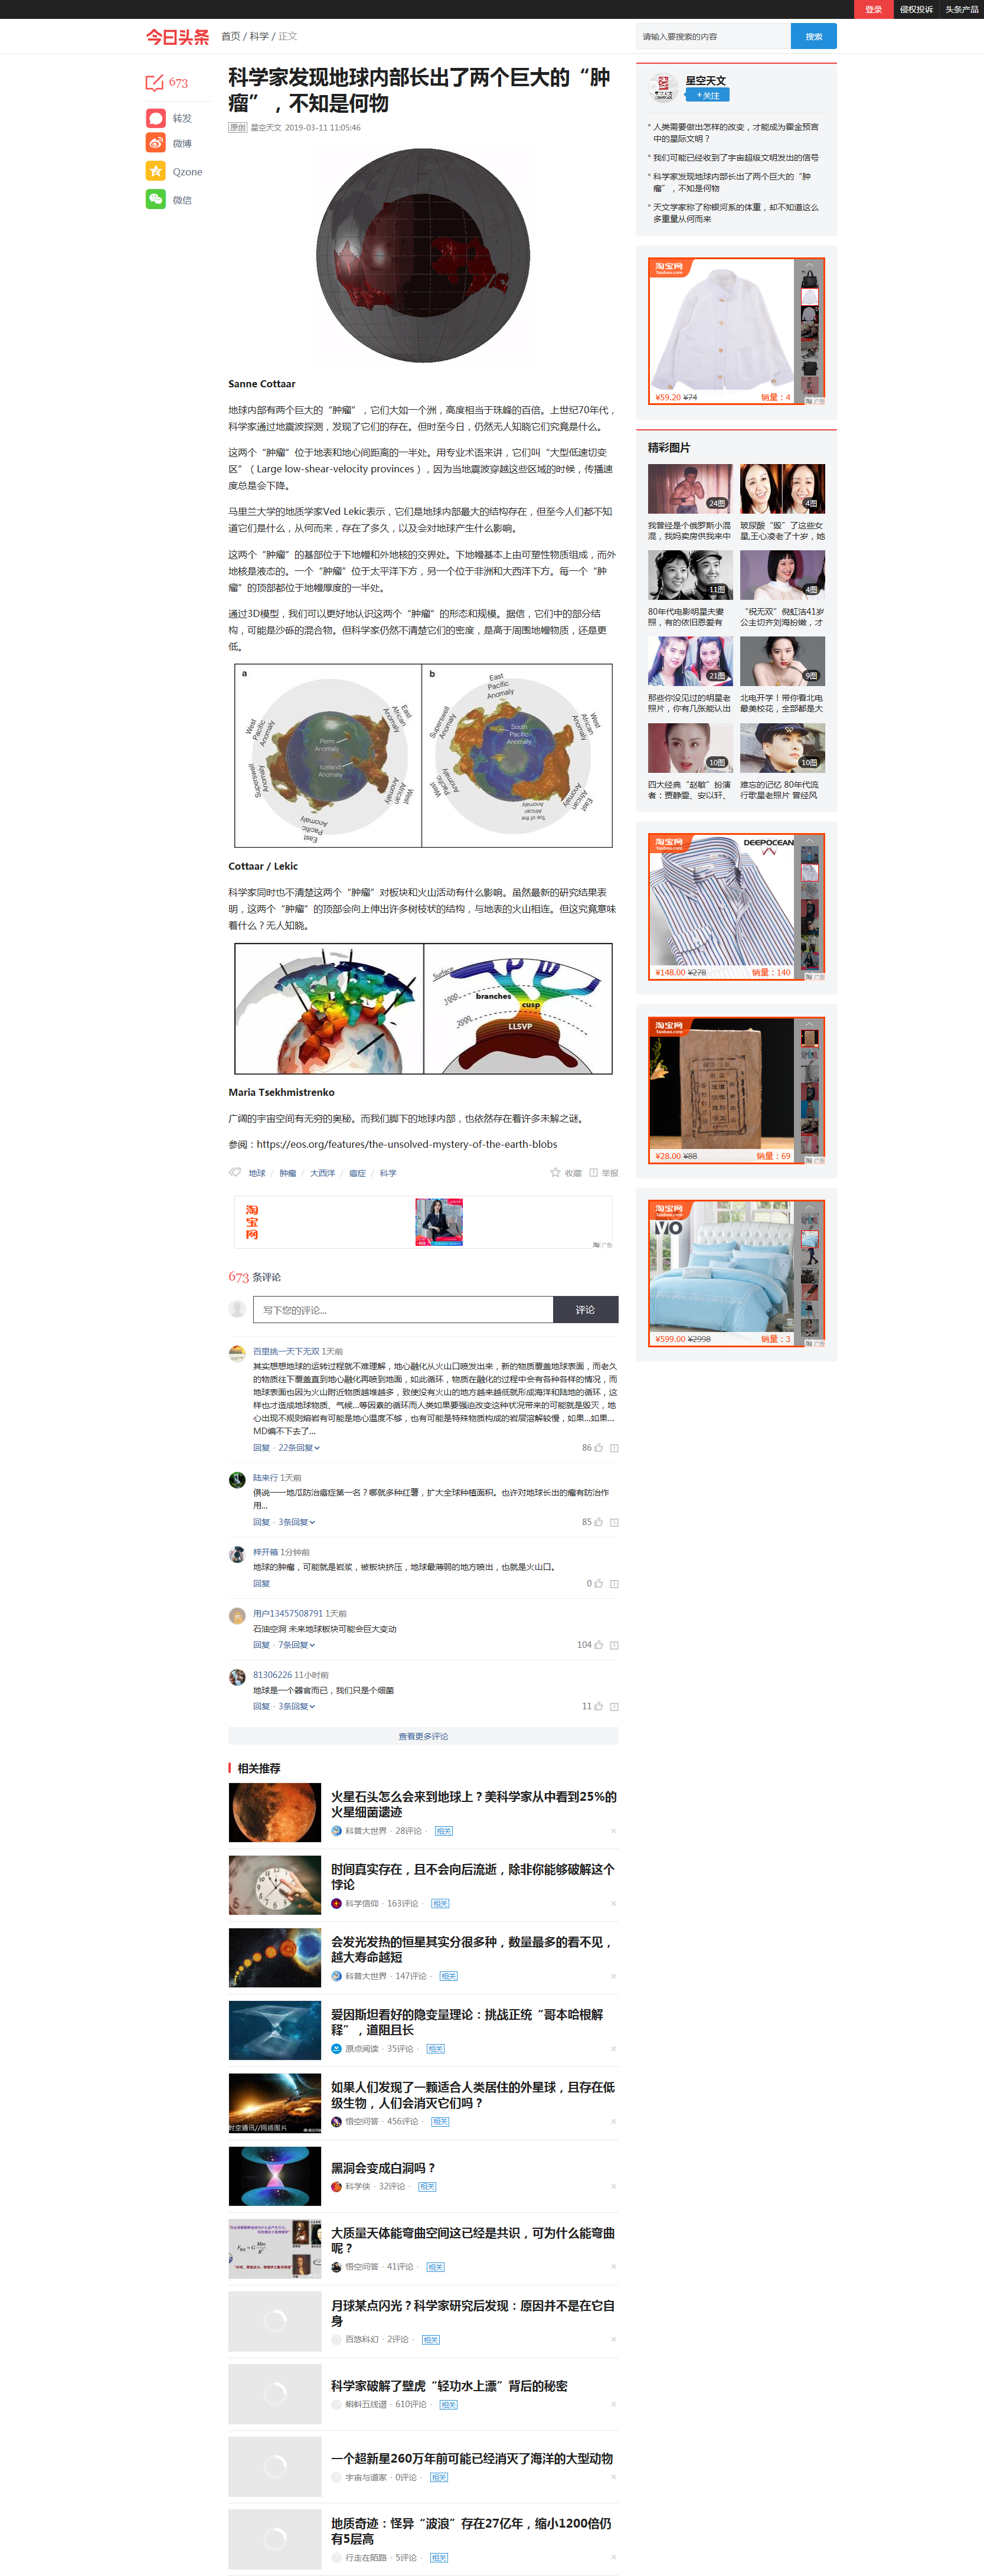 登录 侵权投诉 头条产品
今日头条 首页 / 科学 / 正文
请输入要搜索的内容 搜索
673
转发
微博
Qzone
微信
科学家发现地球内部长出了两个巨大的“肿
瘤”，不知是何物
原创 星空天文 2019-03-11 11:05:46
Sanne Cottaar
地球内部有两个巨大的“肿瘤”，它们大如一个洲，高度相当于珠峰的百倍。上世纪70年代，
科学家通过地震波探测，发现了它们的存在。但时至今日，仍然无人知晓它们究竟是什么。
这两个“肿瘤”位于地表和地心间距离的一半处。用专业术语来讲，它们叫“大型低速切变
区”（Large low-shear-velocity provinces），因为当地震波穿越这些区域的时候，传播速
度总是会下降。
马里兰大学的地质学家Ved Lekic表示，它们是地球内部最大的结构存在，但至今人们都不知
道它们是什么，从何而来，存在了多久，以及会对地球产生什么影响。
这两个“肿瘤”的基部位于下地幔和外地核的交界处。下地幔基本上由可塑性物质组成，而外
地核是液态的。一个“肿瘤”位于太平洋下方，另一个位于非洲和大西洋下方。每一个“肿
瘤”的顶部都位于地幔厚度的一半处。
通过3D模型，我们可以更好地认识这两个“肿瘤”的形态和规模。据信，它们中的部分结
构，可能是沙砾的混合物。但科学家仍然不清楚它们的密度，是高于周围地幔物质，还是更
低。
a
West Pacific Anomaly
East African Anomaly
Perm Anomaly
Iceland Anomaly
Superswell Anomaly
West African Anomaly
East Pacific Anomaly
b
East Pacific Anomaly
Superswell Anomaly
West African Anomaly
South Pacific Anomaly
West Pacific Anomaly
East African Anomaly
Cottaar / Lekic
科学家同时也不清楚这两个“肿瘤”对板块和火山活动有什么影响。虽然最新的研究结果表
明，这两个“肿瘤”的顶部会向上伸出许多树枝状的结构，与地表的火山相连。但这究竟意味
着什么？无人知晓。
Surface
1000
2000
branches
cusp
LLSVP
Maria Tsekhmistrenko
广阔的宇宙空间有无穷的奥秘。而我们脚下的地球内部，也依然存在着许多未解之谜。
参阅：https://eos.org/features/the-unsolved-mystery-of-the-earth-blobs
地球 / 肿瘤 / 大西洋 / 癌症 / 科学 收藏 举报
淘宝网
淘 广告
673 条评论
写下您的评论... 评论
百里挑一天下无双 1天前
其实想想地球的运转过程就不难理解，地心融化从火山口喷发出来，新的物质覆盖地球表面，而老久
的物质往下覆盖直到地心融化再喷到地面，如此循环，物质在融化的过程中会有各种各样的情况，而
地球表面也因为火山附近物质越堆越多，致使没有火山的地方越来越低就形成海洋和陆地的循环，这
样也才造成地球物质、气候...等因素的循环而人类如果要强迫改变这种状况带来的可能就是毁灭，地
心出现不规则熔岩有可能是地心温度不够，也有可能是特殊物质构成的岩层溶解较慢，如果...如果...
MD编不下去了...
回复 · 22条回复 86
陆来行 1天前
俱说一一地瓜防治癌症第一名？哪就多种红薯，扩大全球种植面积。也许对地球长出的瘤有防治作
用...
回复 · 3条回复 85
梓开箱 1分钟前
地球的肿瘤，可能就是岩浆，被板块挤压，地球最薄弱的地方喷出，也就是火山口。
回复 0
用户13457508791 1天前
石油空洞 未来地球板块可能会巨大变动
回复 · 7条回复 104
81306226 11小时前
地球是一个器官而已，我们只是个细菌
回复 · 3条回复 11
查看更多评论
相关推荐
火星石头怎么会来到地球上？美科学家从中看到25%的
火星细菌遗迹
科普大世界 · 28评论 · 相关
时间真实存在，且不会向后流逝，除非你能够破解这个
悖论
科学信仰 · 163评论 · 相关
会发光发热的恒星其实分很多种，数量最多的看不见，
越大寿命越短
科普大世界 · 147评论 · 相关
爱因斯坦看好的隐变量理论：挑战正统“哥本哈根解
释”，道阻且长
原点阅读 · 35评论 · 相关
如果人们发现了一颗适合人类居住的外星球，且存在低
级生物，人们会消灭它们吗？
悟空问答 · 456评论 · 相关
时空通讯//网络图片
黑洞会变成白洞吗？
科学侠 · 32评论 · 相关
大质量天体能弯曲空间这已经是共识，可为什么能弯曲
呢？
悟空问答 · 41评论 · 相关
月球某点闪光？科学家研究后发现：原因并不是在它自
身
百悠科幻 · 2评论 · 相关
科学家破解了壁虎“轻功水上漂”背后的秘密
蝌蚪五线谱 · 610评论 · 相关
一个超新星260万年前可能已经消灭了海洋的大型动物
宇宙与道家 · 0评论 · 相关
地质奇迹：怪异“波浪”存在27亿年，缩小1200倍仍
有5层高
行走在陌路 · 5评论 · 相关
星空天文
+关注
人类需要做出怎样的改变，才能成为霍金预言
中的星际文明？
我们可能已经收到了宇宙超级文明发出的信号
科学家发现地球内部长出了两个巨大的“肿
瘤”，不知是何物
天文学家称了称银河系的体重，却不知道这么
多重量从何而来
淘宝网
Taobao.com
¥59.20 ¥74 销量：4
淘 广告
精彩图片
24图 4图
我曾经是个俄罗斯小混 玻尿酸“毁”了这些女
混，我妈卖房供我来中 星,王心凌老了十岁，她
11图 4图
80年代电影明星夫妻 “祝无双”倪虹洁41岁
照，有的依旧恩爱有 公主切齐刘海扮嫩，才
21图 9图
那些你没见过的明星老 北电开学！带你看北电
照片，你有几张能认出 最美校花，全部都是大
10图 10图
四大经典“赵敏”扮演 难忘的记忆 80年代流
者：贾静雯、安以轩、 行歌星老照片 曾经风
淘宝网
Taobao.com
DEEPOCEAN
¥148.00 ¥278 销量：140
淘 广告
淘宝网
Taobao.com
¥28.00 ¥88 销量：69
淘 广告
淘宝网
Taobao.com
¥599.00 ¥2998 销量：3
淘 广告